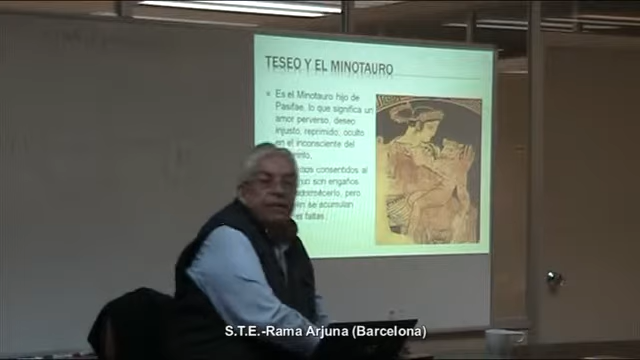 TESEO Y EL MINOTAURO
Es el Minotauro hijo de
Pasifae, lo que significa un
amor perverso, deseo
injusto, reprimido, oculto
en el inconsciente del
consentidos al
son engaños
pero
se acumulan
faltas.
S.T.E.-Rama Arjuna (Barcelona)